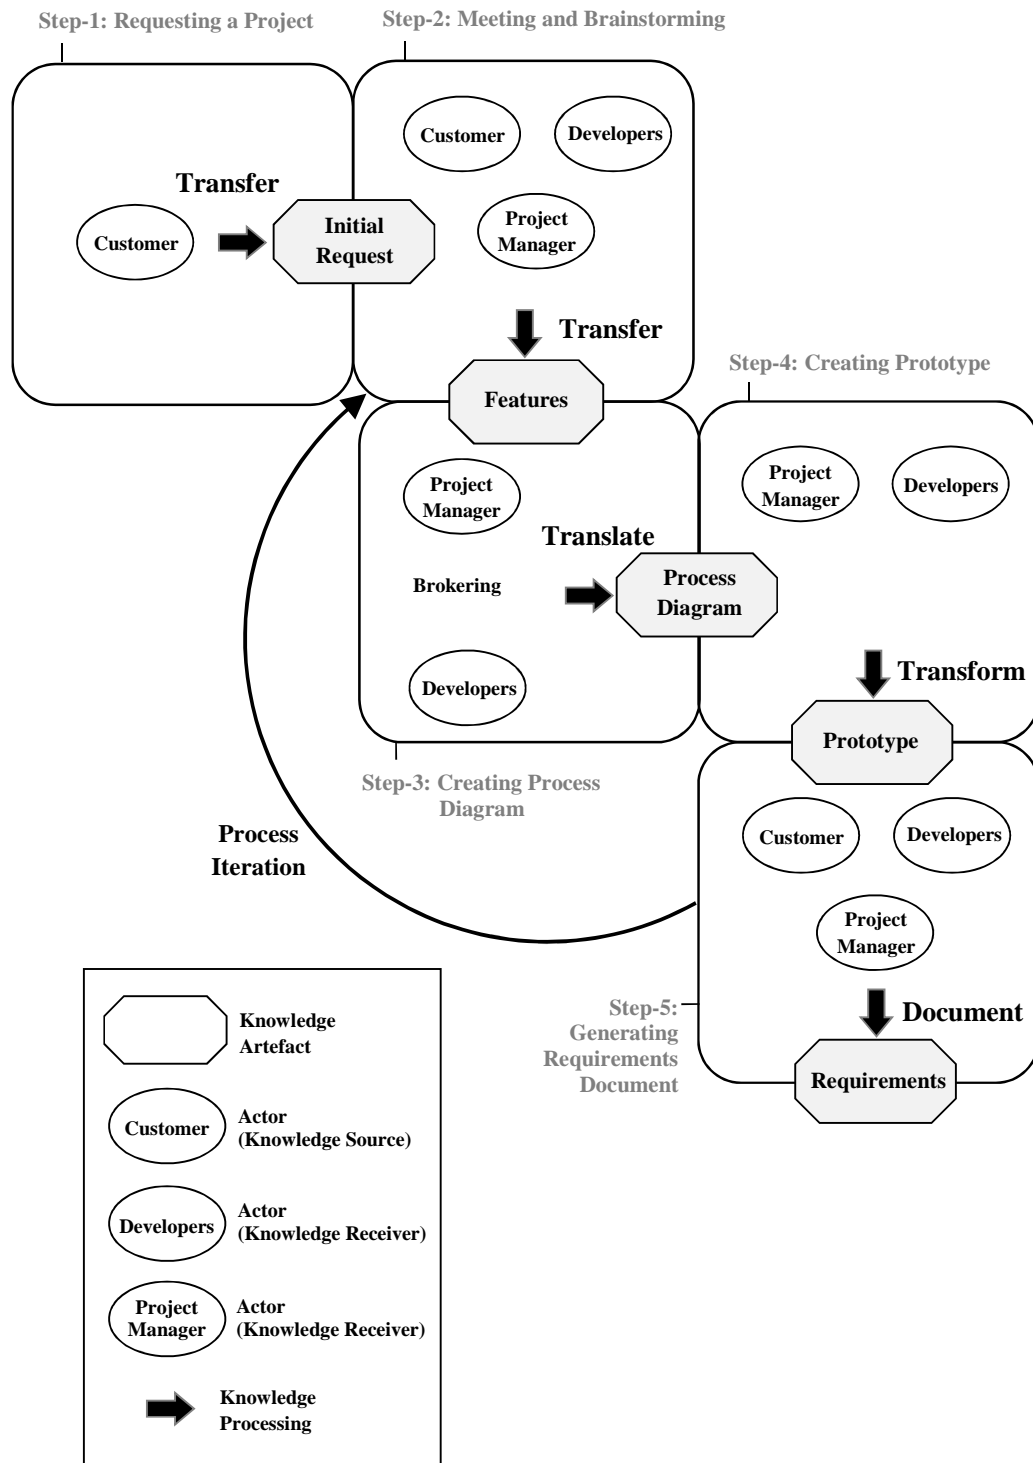 Step-1: Requesting a Project
Step-2: Meeting and Brainstorming
Customer
Developers
Transfer
Project
Manager
Customer
Initial
Request
Transfer
Step-4: Creating Prototype
Features
Project
Manager
Project
Manager
Developers
Translate
Brokering
Process
Diagram
Developers
Transform
Prototype
Step-3: Creating Process
Diagram
Process
Iteration
Customer
Developers
Project
Manager
Step-5:
Generating
Requirements
Document
Document
Requirements
Knowledge
Artefact
Customer
Actor
(Knowledge Source)
Developers
Actor
(Knowledge Receiver)
Project
Manager
Actor
(Knowledge Receiver)
Knowledge
Processing